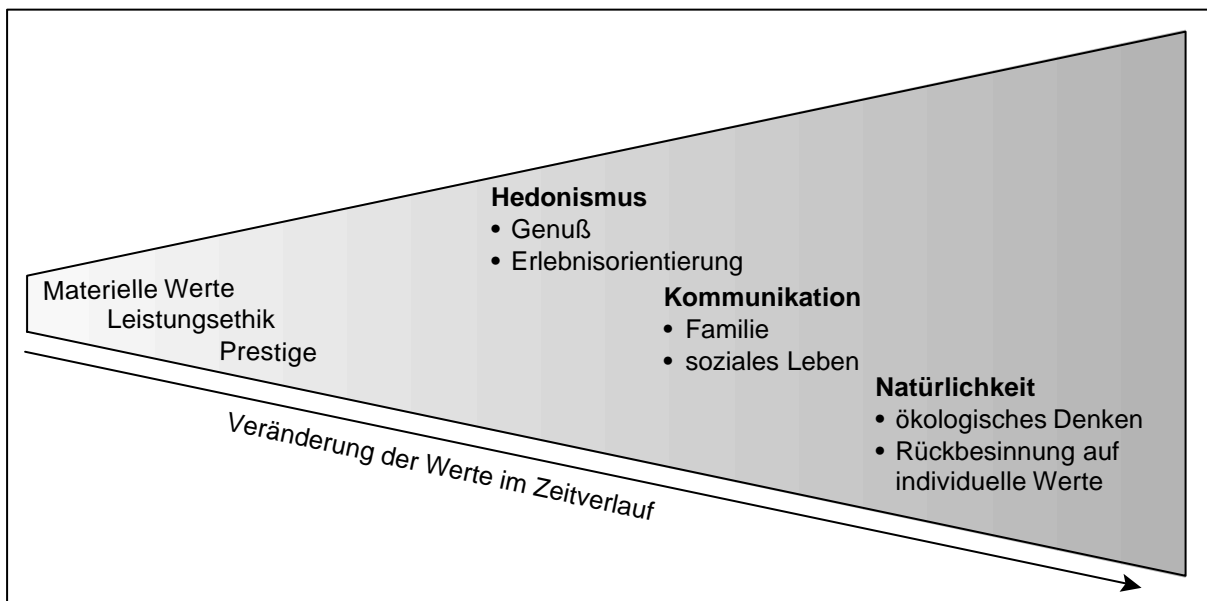 Hedonismus
• Genuß
• Erlebnisorientierung
Materielle Werte
Leistungsethik
Prestige
Kommunikation
• Familie
• soziales Leben
Natürlichkeit
• ökologisches Denken
• Rückbesinnung auf
individuelle Werte
Veränderung der Werte im Zeitverlauf